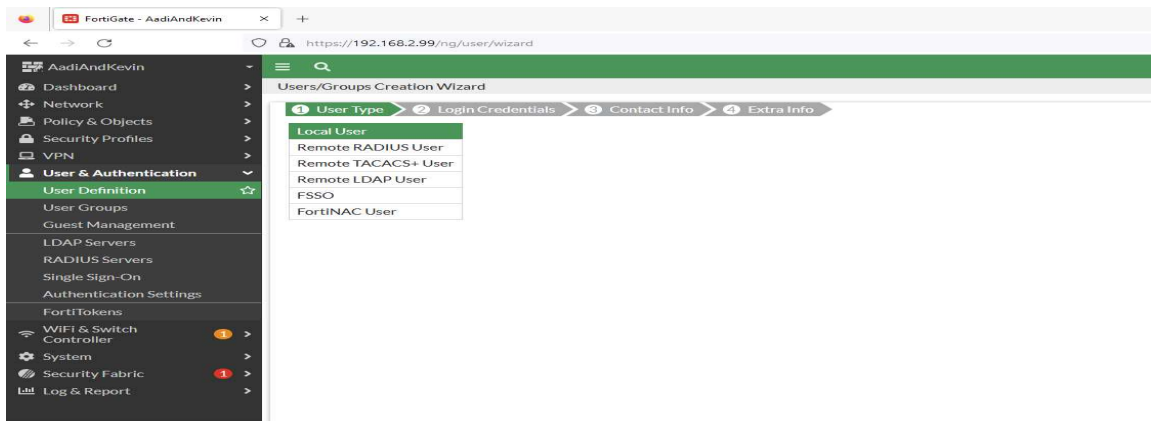 FortiGate - AadiAndKevin
https://192.168.2.99/ng/user/wizard
AadiAndKevin
Dashboard
Network
Policy & Objects
Security Profiles
VPN
User & Authentication
User Definition
User Groups
Guest Management
LDAP Servers
RADIUS Servers
Single Sign-On
Authentication Settings
FortiTokens
WiFi & Switch
Controller
1
System
Security Fabric
1
Log & Report
Users/Groups Creation Wizard
1 User Type 2 Login Credentials 3 Contact Info 4 Extra Info
Local User
Remote RADIUS User
Remote TACACS+ User
Remote LDAP User
FSSO
FortiNAC User